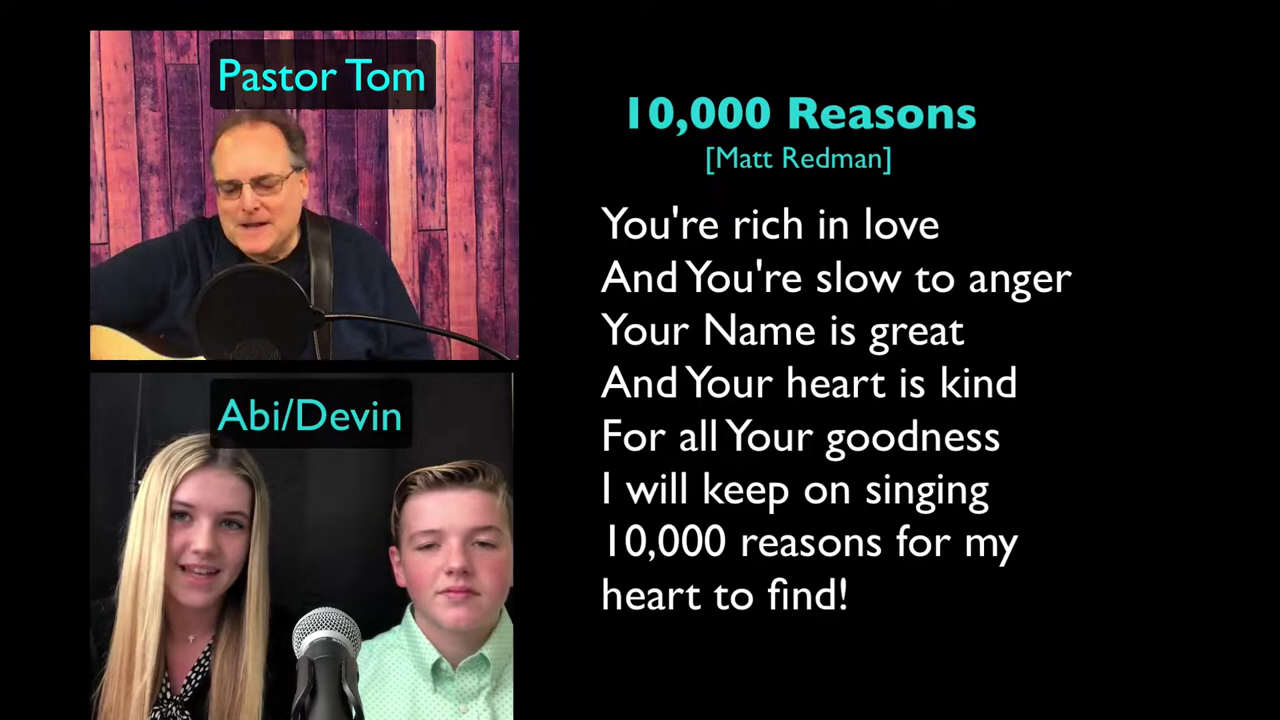 Pastor Tom
Abi/Devin
10,000 Reasons
[Matt Redman]
You're rich in love
And You're slow to anger
Your Name is great
And Your heart is kind
For all Your goodness
I will keep on singing
10,000 reasons for my
heart to find!